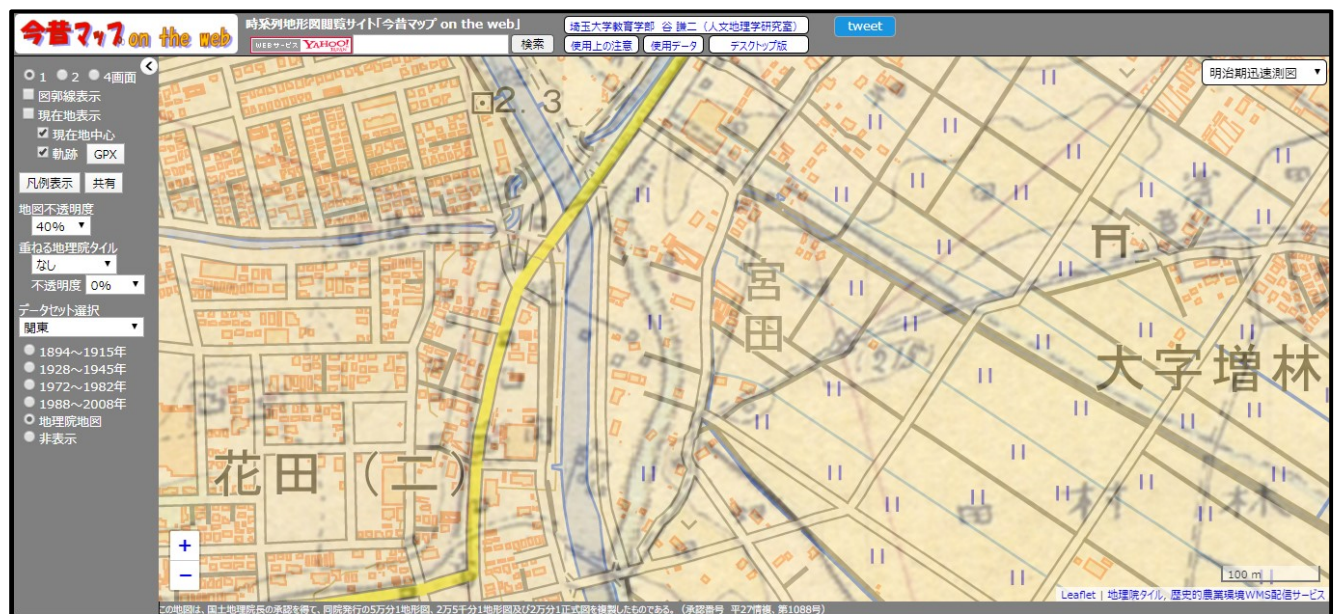 今昔マップ on the web
時系列地形図閲覧サイト「今昔マップ on the web」
WEBサービス YAHOO! JAPAN
検索
埼玉大学教育学部 谷 謙二（人文地理学研究室）
使用上の注意
使用データ
デスクトップ版
tweet
1 2 4画面
図郭線表示
現在地表示
現在地中心
軌跡 GPX
凡例表示 共有
地図不透明度
40%
重ねる地理院タイル
なし
不透明度 0%
データセット選択
関東
1894～1915年
1928～1945年
1972～1982年
1988～2008年
地理院地図
非表示
明治期迅速測図
2.3
宮田
大字増林
花田（二）
林
+
−
100 m
Leaflet | 地理院タイル, 歴史的農業環境WMS配信サービス
この地図は、国土地理院長の承認を得て、同院発行の5万分1地形図、2万5千分1地形図及び2万分1正式図を複製したものである。（承認番号 平27情複、第1088号）